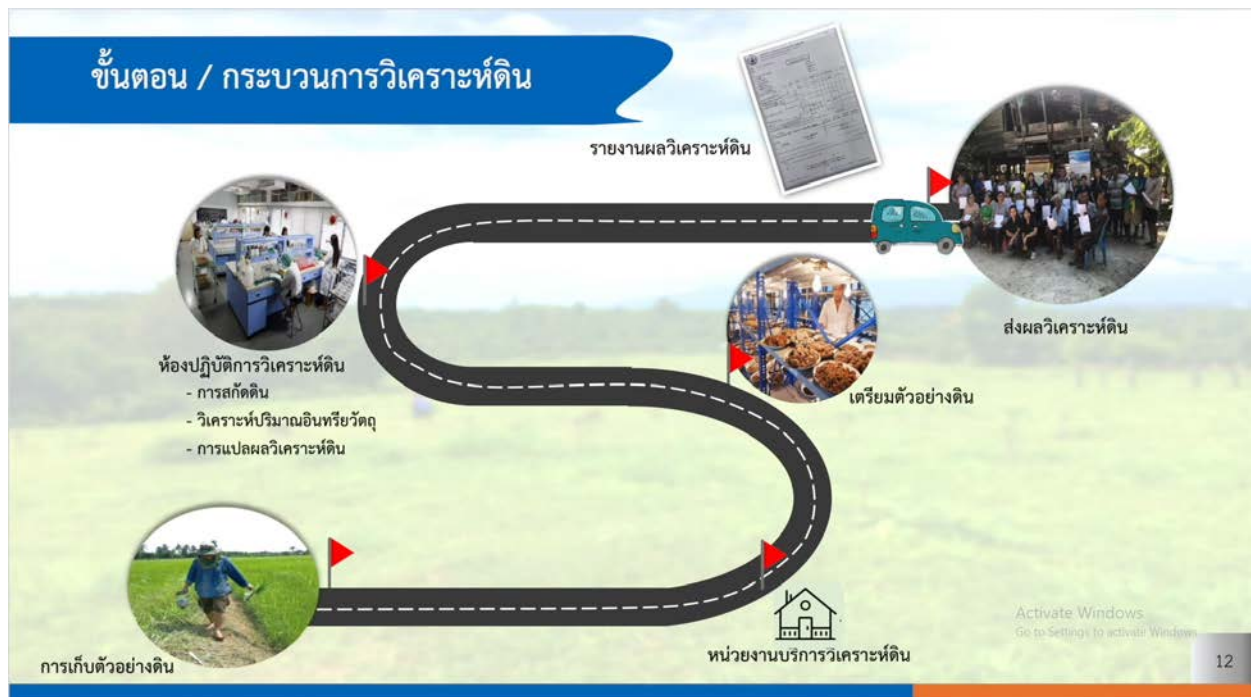 ขั้นตอน / กระบวนการวิเคราะห์ดิน
รายงานผลวิเคราะห์ดิน
ส่งผลวิเคราะห์ดิน
ห้องปฏิบัติการวิเคราะห์ดิน
- การสกัดดิน
- วิเคราะห์ปริมาณอินทรียวัตถุ
- การแปลผลวิเคราะห์ดิน
เตรียมตัวอย่างดิน
การเก็บตัวอย่างดิน
หน่วยงานบริการวิเคราะห์ดิน
Activate Windows
Go to Settings to activate Windows
12